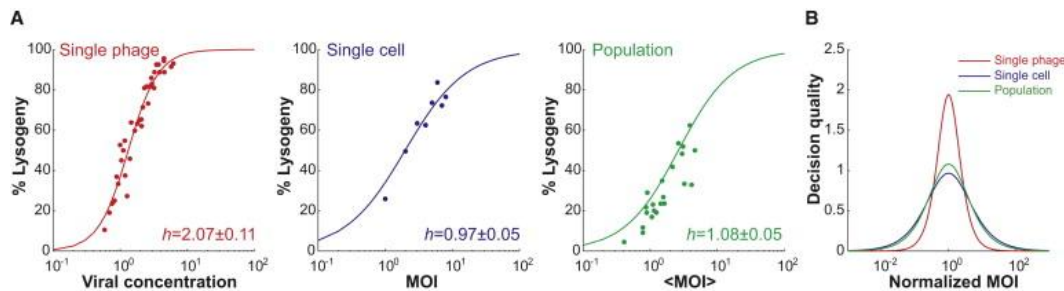 A
B
Single phage
Single cell
Population
% Lysogeny
100
80
60
40
20
0
h=2.07±0.11
10-1
100
101
102
Viral concentration
% Lysogeny
100
80
60
40
20
0
h=0.97±0.05
10-1
100
101
102
MOI
% Lysogeny
100
80
60
40
20
0
h=1.08±0.05
10-1
100
101
102
<MOI>
Decision quality
2.5
2
1.5
1
0.5
0
Single phage
Single cell
Population
10-2
100
102
Normalized MOI